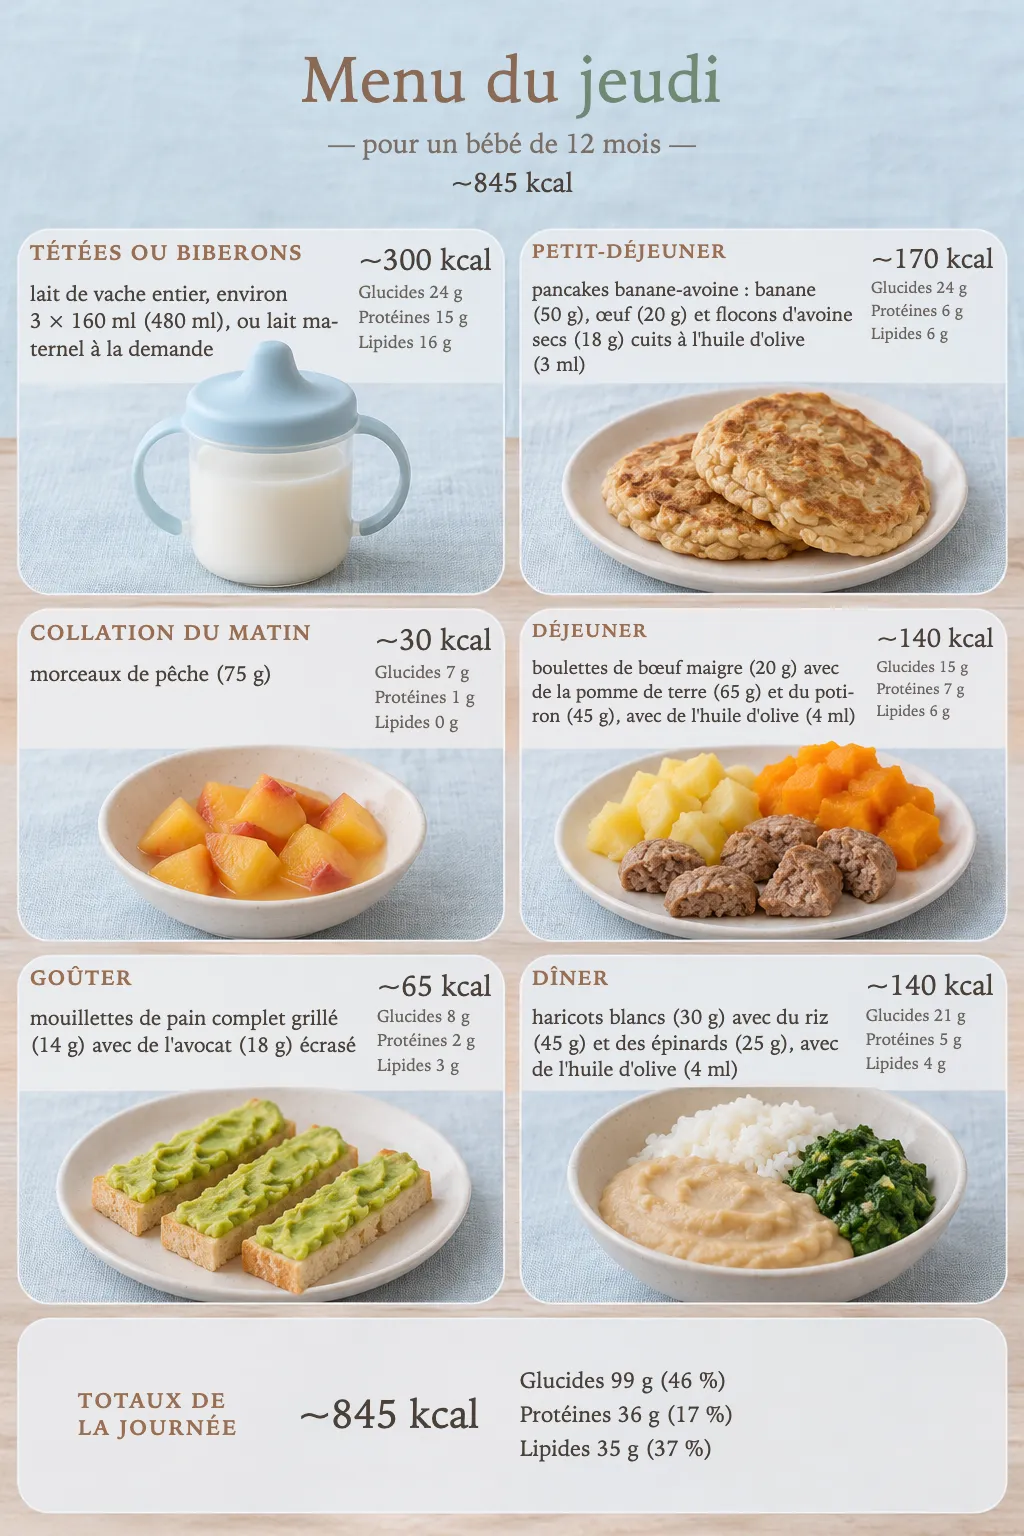 Menu du jeudi
— pour un bébé de 12 mois —
~845 kcal
TÉTÉES OU BIBERONS
lait de vache entier, environ
3 × 160 ml (480 ml), ou lait ma-
ternel à la demande
~300 kcal
Glucides 24 g
Protéines 15 g
Lipides 16 g
PETIT-DÉJEUNER
pancakes banane-avoine : banane
(50 g), œuf (20 g) et flocons d'avoine
secs (18 g) cuits à l'huile d'olive
(3 ml)
~170 kcal
Glucides 24 g
Protéines 6 g
Lipides 6 g
COLLATION DU MATIN
morceaux de pêche (75 g)
~30 kcal
Glucides 7 g
Protéines 1 g
Lipides 0 g
DÉJEUNER
boulettes de bœuf maigre (20 g) avec
de la pomme de terre (65 g) et du poti-
ron (45 g), avec de l'huile d'olive (4 ml)
~140 kcal
Glucides 15 g
Protéines 7 g
Lipides 6 g
GOÛTER
mouillettes de pain complet grillé
(14 g) avec de l'avocat (18 g) écrasé
~65 kcal
Glucides 8 g
Protéines 2 g
Lipides 3 g
DÎNER
haricots blancs (30 g) avec du riz
(45 g) et des épinards (25 g), avec
de l'huile d'olive (4 ml)
~140 kcal
Glucides 21 g
Protéines 5 g
Lipides 4 g
TOTAUX DE
LA JOURNÉE
~845 kcal
Glucides 99 g (46 %)
Protéines 36 g (17 %)
Lipides 35 g (37 %)